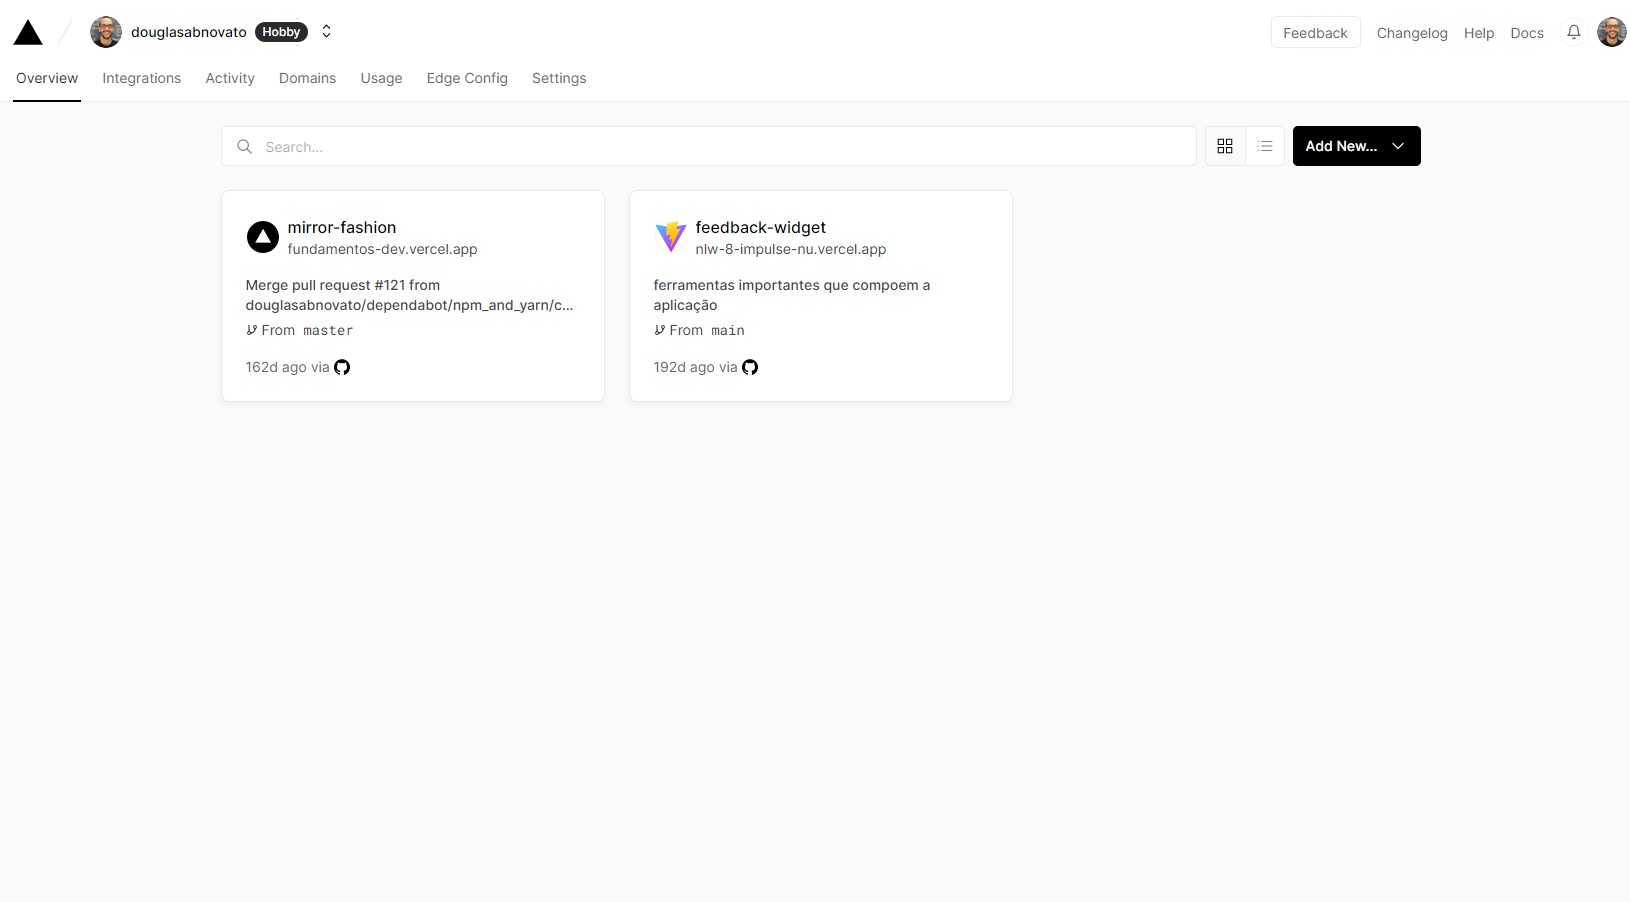 douglasabnovato Hobby
Feedback Changelog Help Docs
Overview Integrations Activity Domains Usage Edge Config Settings
Search...
Add New...
mirror-fashion
fundamentos-dev.vercel.app
Merge pull request #121 from
douglasabnovato/dependabot/npm_and_yarn/c...
From master
162d ago via
feedback-widget
nlw-8-impulse-nu.vercel.app
ferramentas importantes que compoem a
aplicação
From main
192d ago via